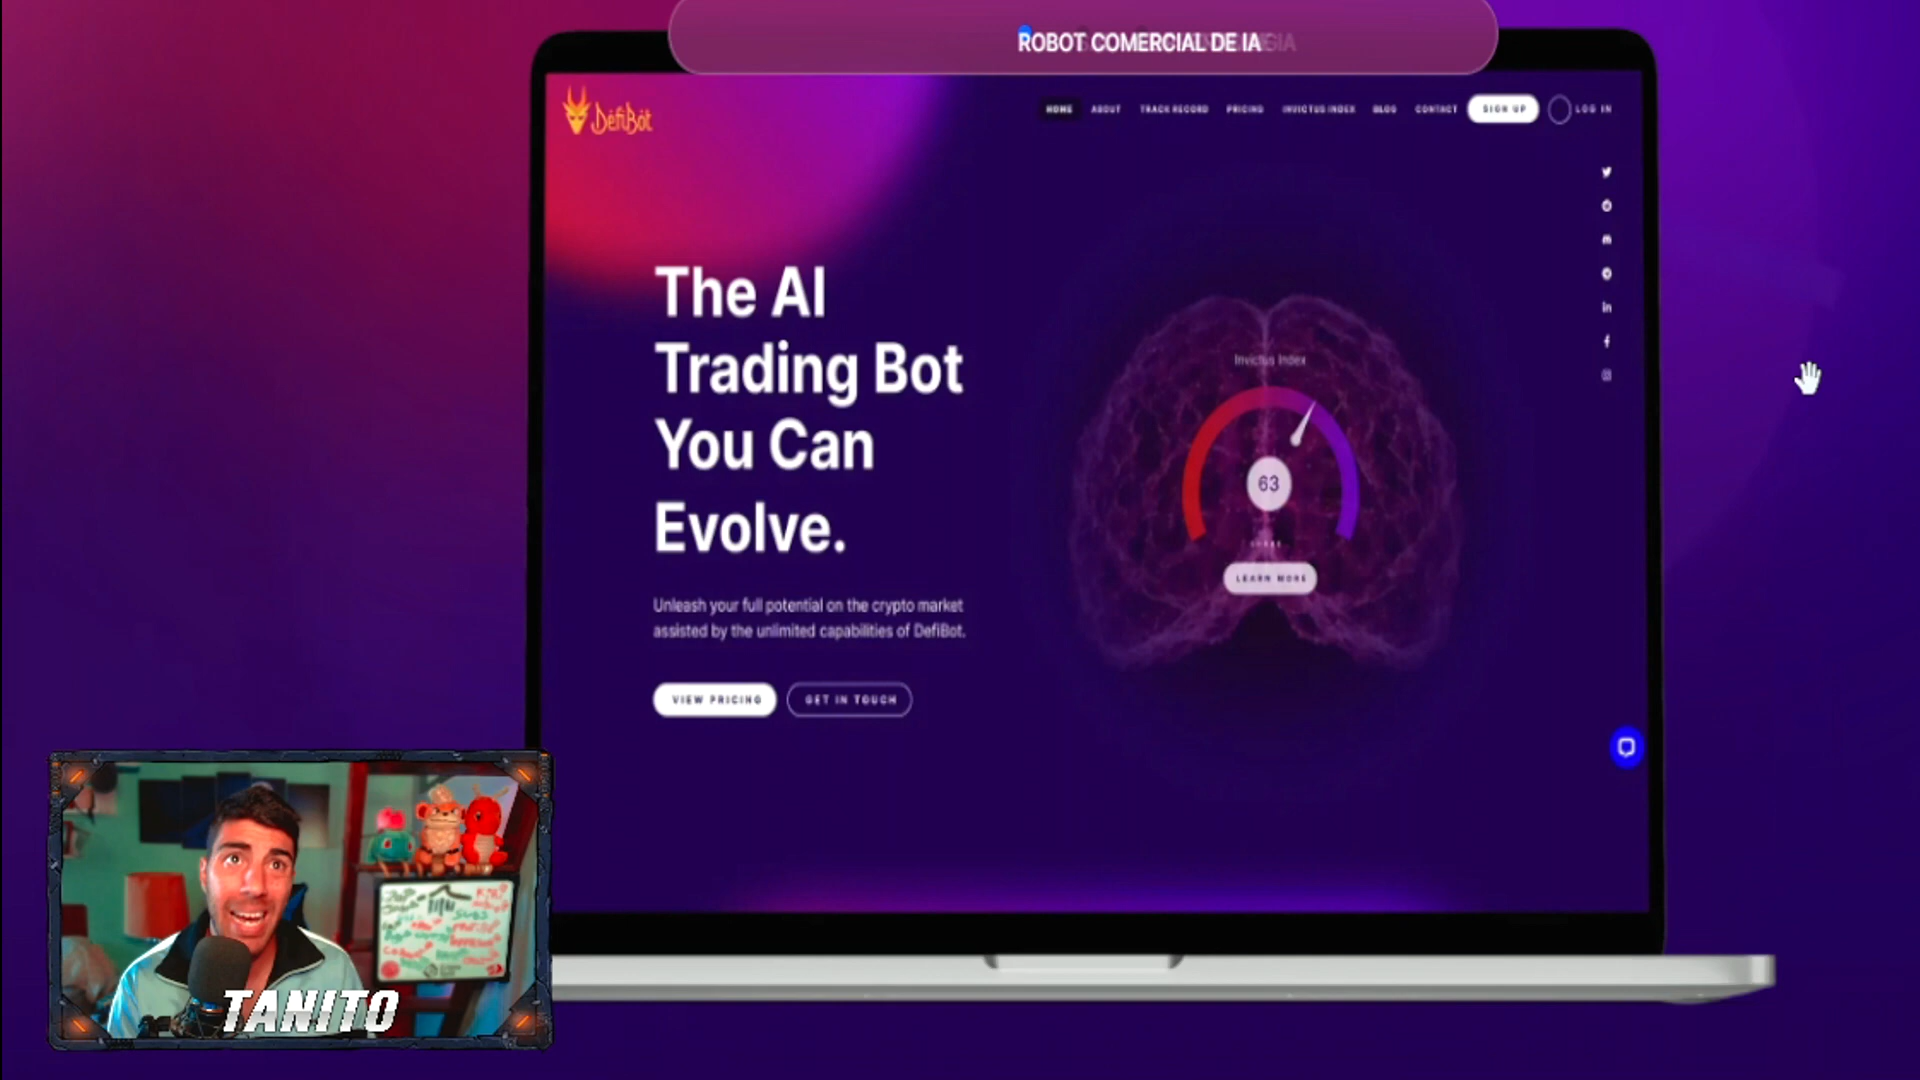 ROBOT COMERCIAL DE IA
DefiBot
HOME ABOUT TRACK RECORD PRICING INVICTUS INDEX BLOG CONTACT SIGN UP LOG IN
The AI
Trading Bot
You Can
Evolve.
Invictus Index
63
LEARN MORE
Unleash your full potential on the crypto market
assisted by the unlimited capabilities of DefiBot.
VIEW PRICING GET IN TOUCH
TANITO